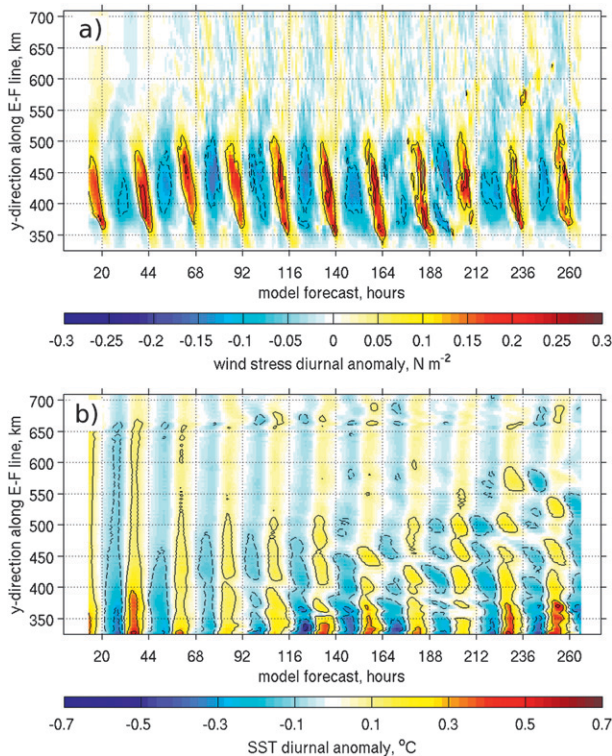 a)
y-direction along E-F line, km
700
650
600
550
500
450
400
350
20 44 68 92 116 140 164 188 212 236 260
model forecast, hours
-0.3 -0.25 -0.2 -0.15 -0.1 -0.05 0 0.05 0.1 0.15 0.2 0.25 0.3
wind stress diurnal anomaly, N m⁻²
b)
y-direction along E-F line, km
700
650
600
550
500
450
400
350
20 44 68 92 116 140 164 188 212 236 260
model forecast, hours
-0.7 -0.5 -0.3 -0.1 0.1 0.3 0.5 0.7
SST diurnal anomaly, °C